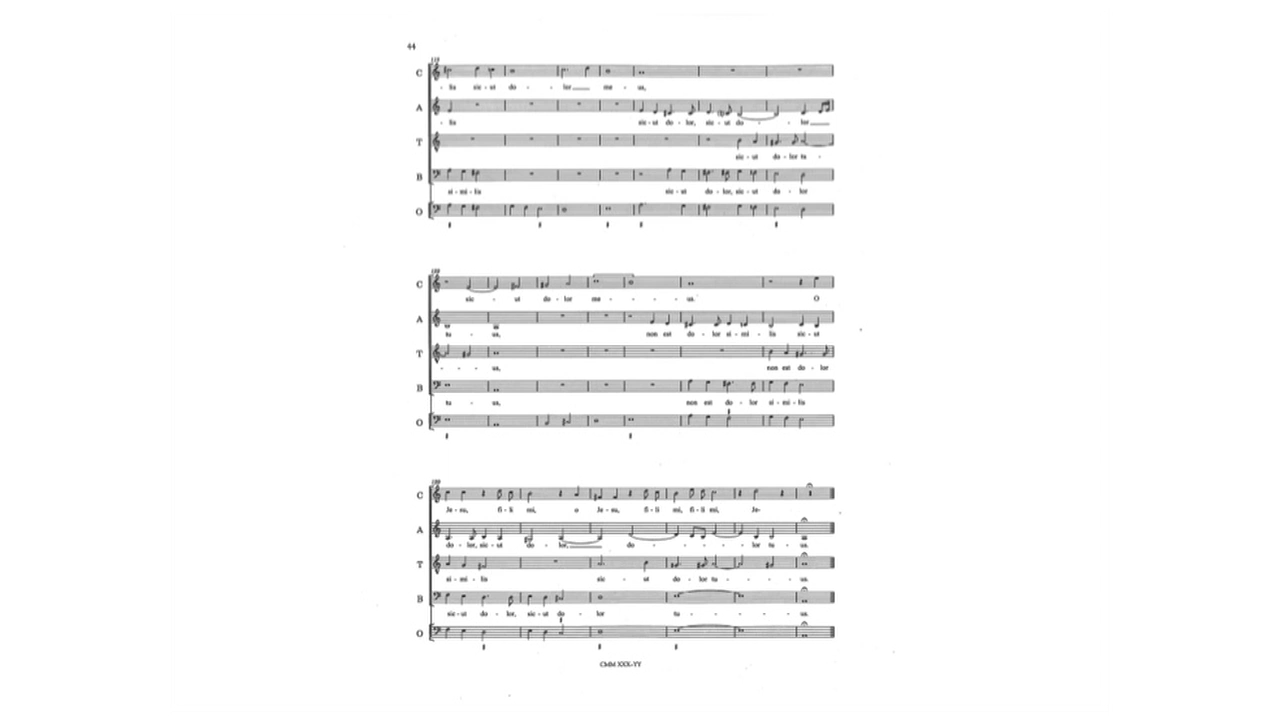 44
C
- lis sic - ut do - lor me - us,
A
- lis sic - ut do - lor, sic - ut do - - lor
T
sic - ut do - lor tu -
B
si - mi - lis sic - ut do - lor, sic - ut do - lor
O
C
sic - ut do - lor me - - - us.
O
A
tu - us, non est do - lor si - mi - lis sic - ut
T
- - - us, non est do - lor
B
tu - us, non est do - lor si - mi - lis
O
C
Je - su, fi - li mi, o Je - su, fi - li mi, fi - li mi, Je-
A
do - lor, sic - ut do - lor, do - - - lor tu - us.
T
si - mi - lis sic - ut do - lor tu - - - us.
B
sic - ut do - lor, sic - ut do - lor tu - - - us.
O
CMM XXX-YY